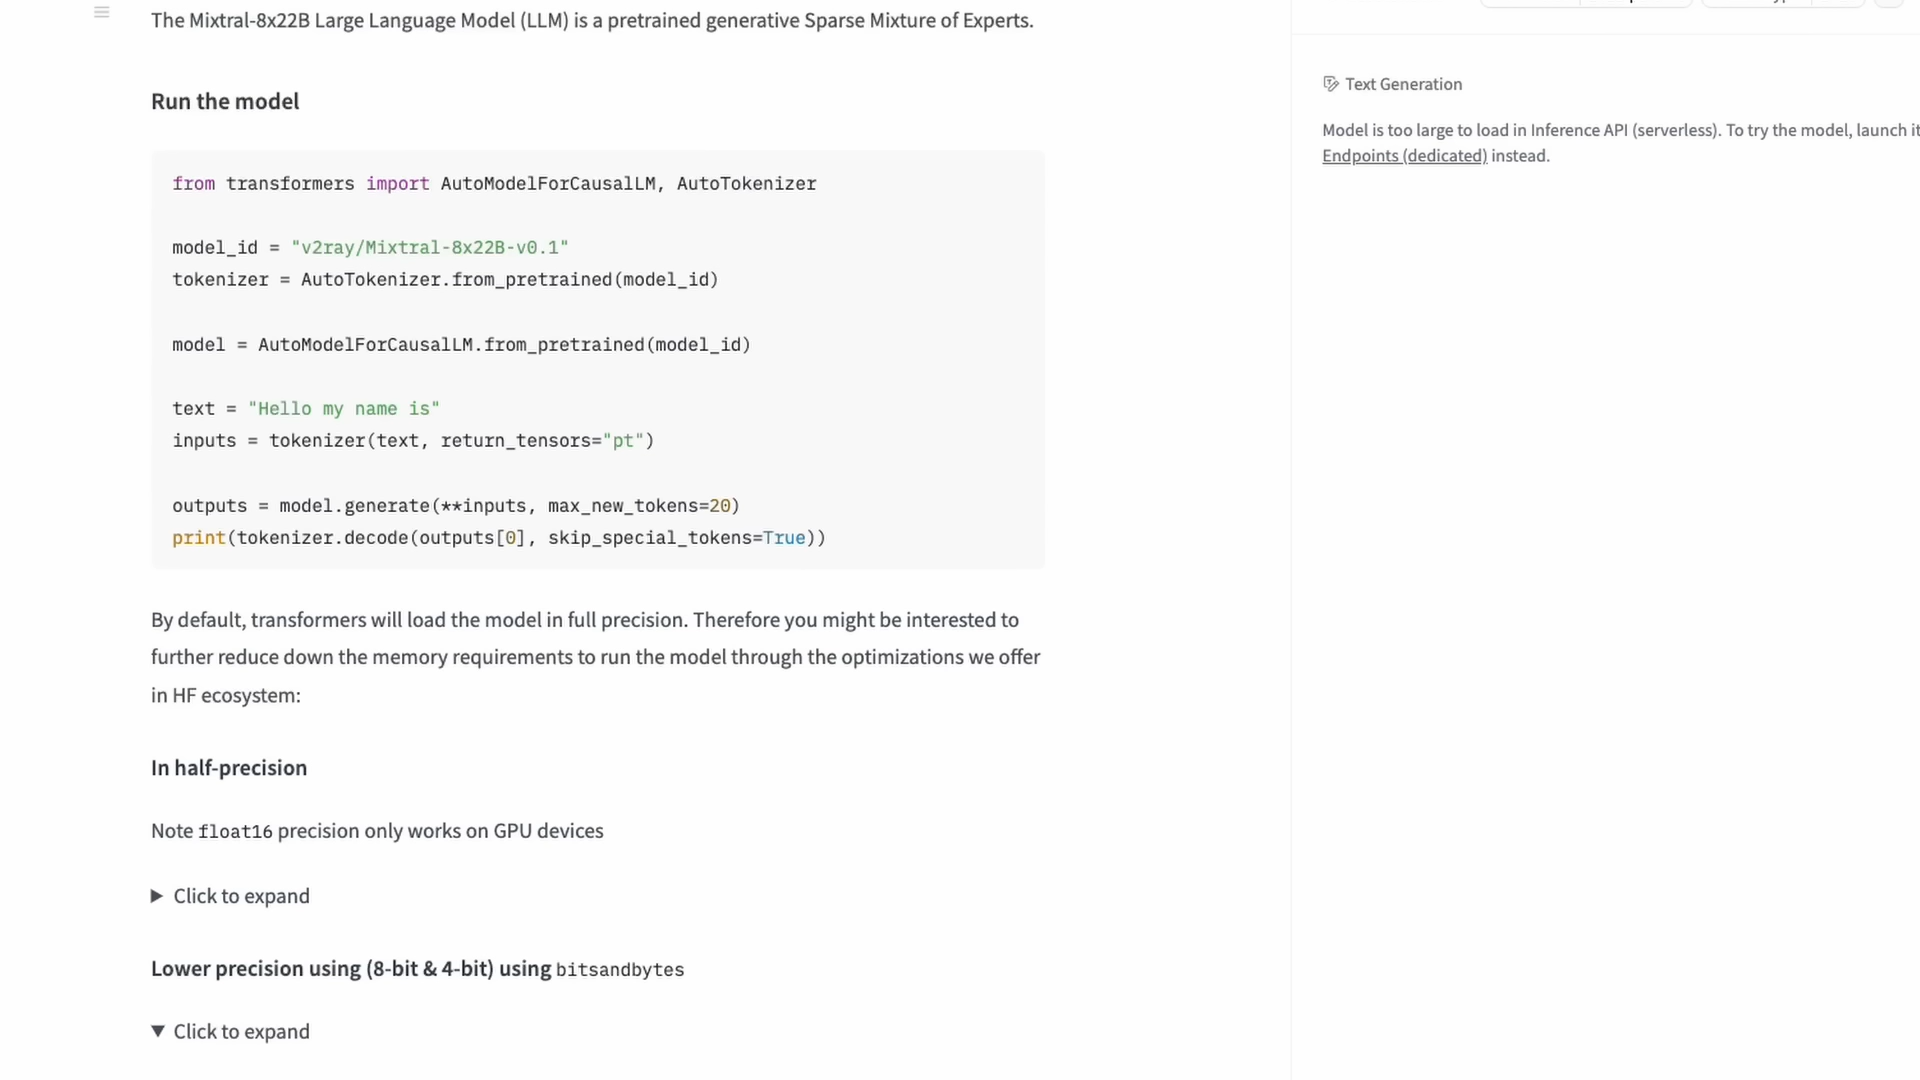 The Mixtral-8x22B Large Language Model (LLM) is a pretrained generative Sparse Mixture of Experts.
Run the model
from transformers import AutoModelForCausalLM, AutoTokenizer
model_id = "v2ray/Mixtral-8x22B-v0.1"
tokenizer = AutoTokenizer.from_pretrained(model_id)
model = AutoModelForCausalLM.from_pretrained(model_id)
text = "Hello my name is"
inputs = tokenizer(text, return_tensors="pt")
outputs = model.generate(**inputs, max_new_tokens=20)
print(tokenizer.decode(outputs[0], skip_special_tokens=True))
By default, transformers will load the model in full precision. Therefore you might be interested to
further reduce down the memory requirements to run the model through the optimizations we offer
in HF ecosystem:
In half-precision
Note float16 precision only works on GPU devices
Click to expand
Lower precision using (8-bit & 4-bit) using bitsandbytes
Click to expand
Text Generation
Model is too large to load in Inference API (serverless). To try the model, launch it
Endpoints (dedicated) instead.